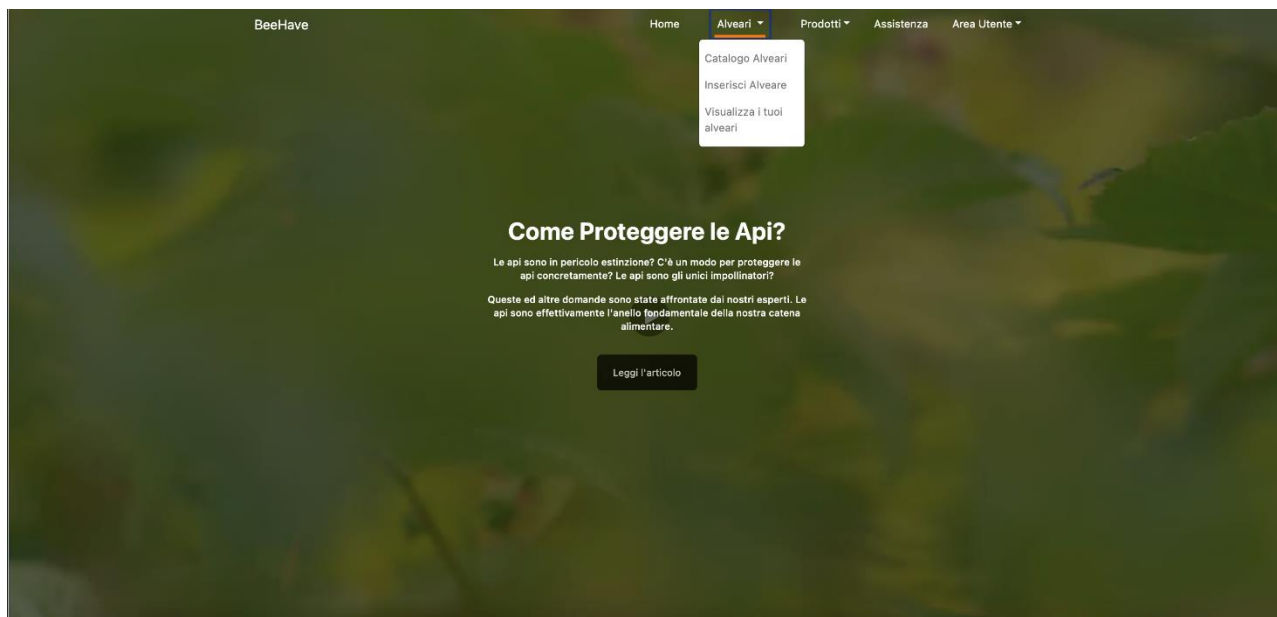 BeeHave
Home
Alveari
Prodotti
Assistenza
Area Utente
Catalogo Alveari
Inserisci Alveare
Visualizza i tuoi
alveari
Come Proteggere le Api?
Le api sono in pericolo estinzione? C'è un modo per proteggere le
api concretamente? Le api sono gli unici impollinatori?
Queste ed altre domande sono state affrontate dai nostri esperti. Le
api sono effettivamente l'anello fondamentale della nostra catena
alimentare.
Leggi l'articolo